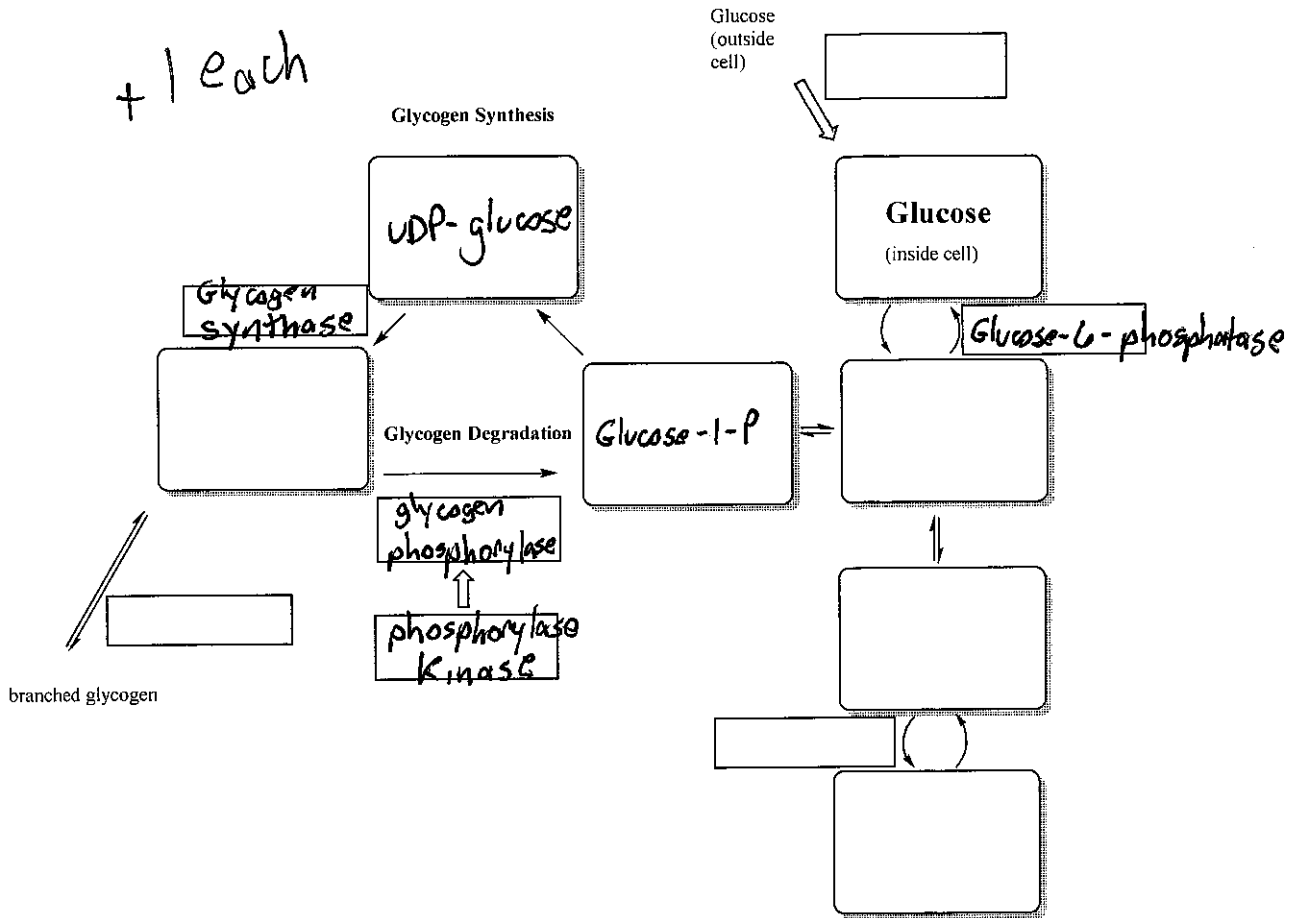 +1 each
Glucose
(outside
cell)
Glycogen Synthesis
UDP-glucose
Glucose
(inside cell)
Glycogen
synthase
Glucose-6-phosphatase
Glycogen Degradation
Glucose-1-P
glycogen
phosphorylase
phosphorylase
Kinase
branched glycogen